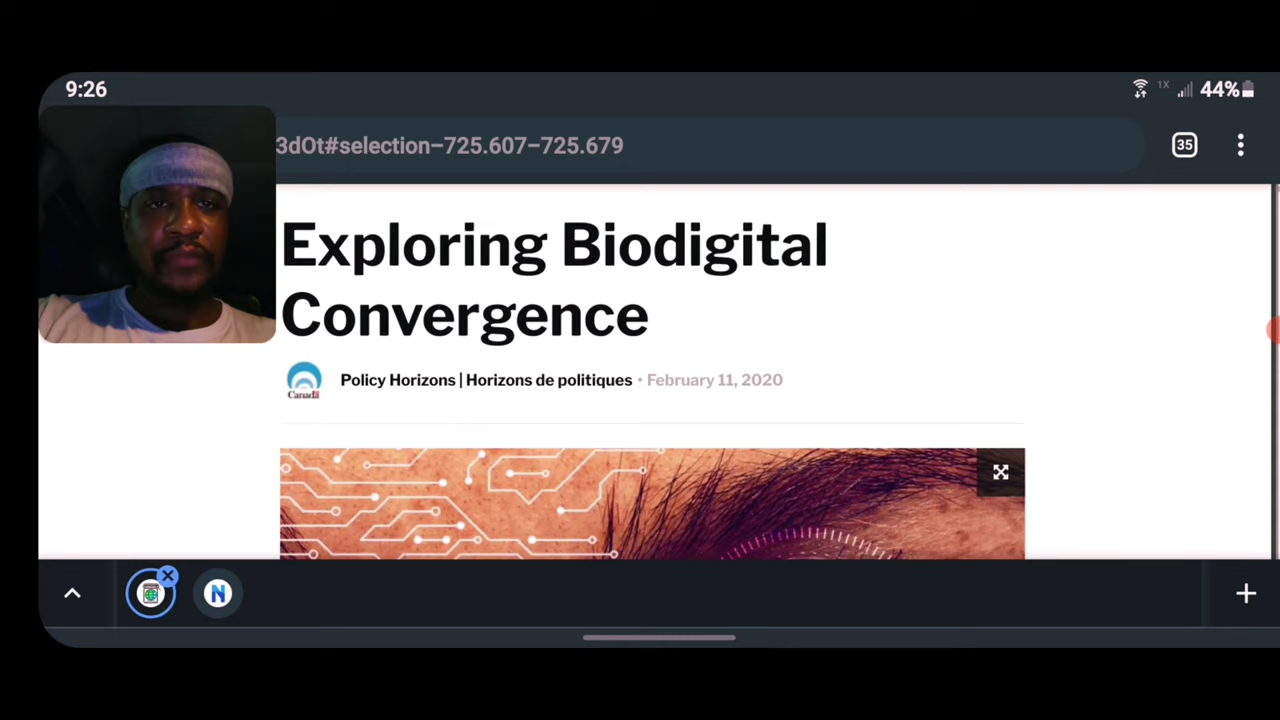 9:26
1X
44%
3dOt#selection-725.607-725.679
35
Exploring Biodigital
Convergence
Canada
Policy Horizons | Horizons de politiques • February 11, 2020
N